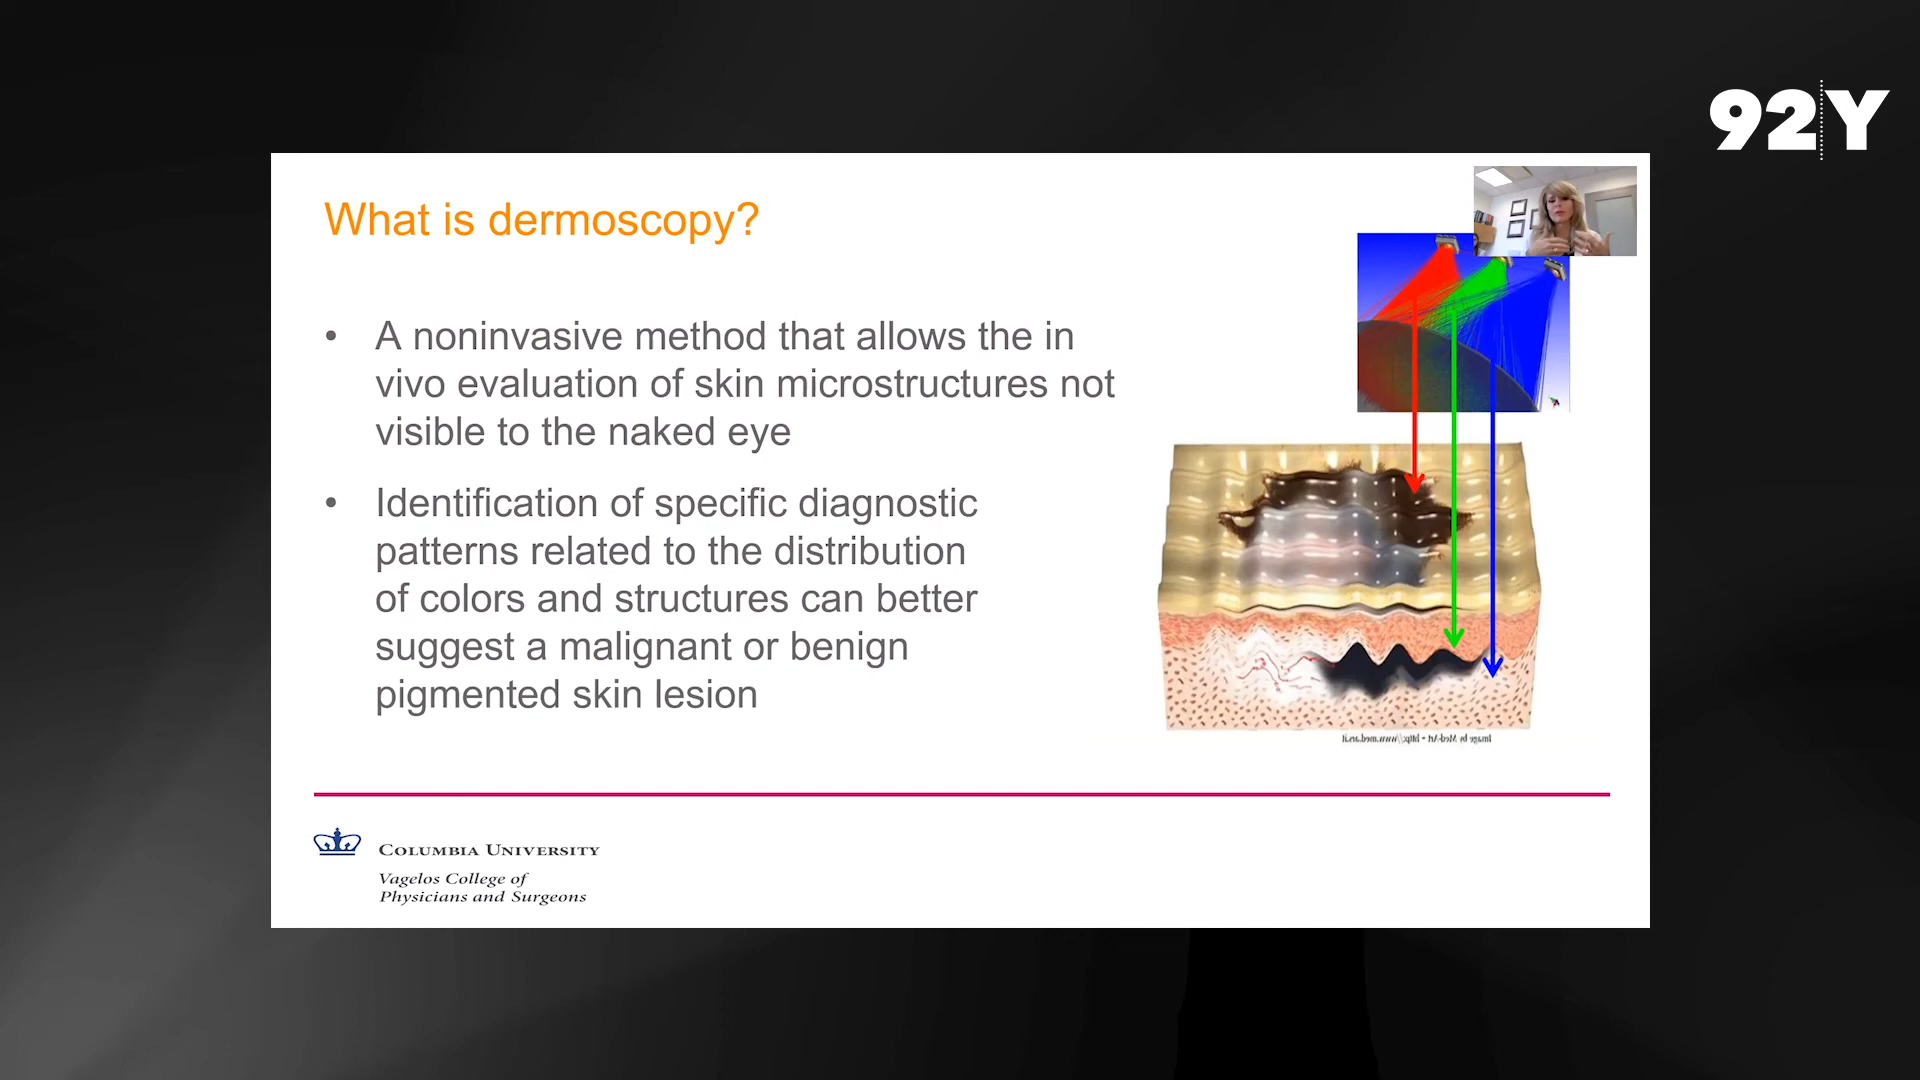 92Y
What is dermoscopy?
• A noninvasive method that allows the in
vivo evaluation of skin microstructures not
visible to the naked eye
• Identification of specific diagnostic
patterns related to the distribution
of colors and structures can better
suggest a malignant or benign
pigmented skin lesion
COLUMBIA UNIVERSITY
Vagelos College of
Physicians and Surgeons